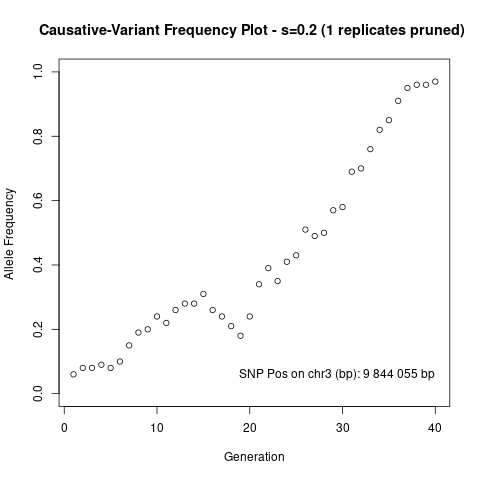 Causative-Variant Frequency Plot - s=0.2 (1 replicates pruned)
Allele Frequency
1.0
0.8
0.6
0.4
0.2
0.0
SNP Pos on chr3 (bp): 9 844 055 bp
0 10 20 30 40
Generation